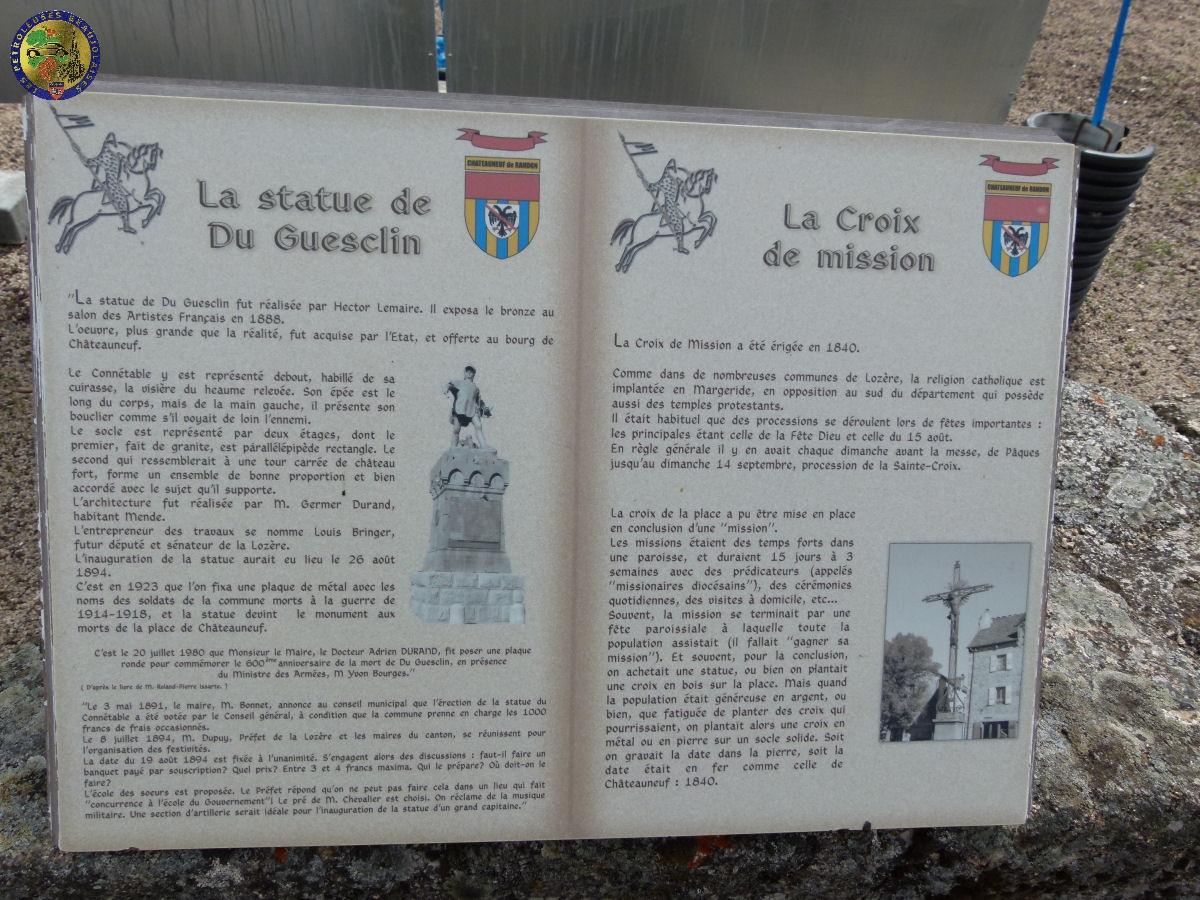 LES PETROLEUSES BEAUJOLAISES
CHATEAUNEUF de RANDON
La statue de
Du Guesclin
"La statue de Du Guesclin fut réalisée par Hector Lemaire. Il exposa le bronze au
salon des Artistes Français en 1888.
L'oeuvre, plus grande que la réalité, fut acquise par l'Etat, et offerte au bourg de
Châteauneuf.
Le Connétable y est représenté debout, habillé de sa
cuirasse, la visière du heaume relevée. Son épée est le
long du corps, mais de la main gauche, il présente son
bouclier comme s'il voyait de loin l'ennemi.
Le socle est représenté par deux étages, dont le
premier, fait de granite, est parallélépipède rectangle. Le
second qui ressemblerait à une tour carrée de château
fort, forme un ensemble de bonne proportion et bien
accordé avec le sujet qu'il supporte.
L'architecture fut réalisée par M. Germer Durand,
habitant Mende.
L'entrepreneur des travaux se nomme Louis Bringer,
futur député et sénateur de la Lozère.
L'inauguration de la statue aurait eu lieu le 26 août
1894.
C'est en 1923 que l'on fixa une plaque de métal avec les
noms des soldats de la commune morts à la guerre de
1914-1918, et la statue devint le monument aux
morts de la place de Châteauneuf.
C'est le 20 juillet 1980 que Monsieur le Maire, le Docteur Adrien DURAND, fit poser une plaque
ronde pour commémorer le 600ème anniversaire de la mort de Du Guesclin, en présence
du Ministre des Armées, M Yvon Bourges."
( D'après le livre de M. Roland-Pierre Issarte. )
"Le 3 mai 1891, le maire, M. Bonnet, annonce au conseil municipal que l'érection de la statue du
Connétable a été votée par le Conseil général, à condition que la commune prenne en charge les 1000
francs de frais occasionnés.
Le 8 juillet 1894, M. Dupuy, Préfet de la Lozère et les maires du canton, se réunissent pour
l'organisation des festivités.
La date du 19 août 1894 est fixée à l'unanimité. S'engagent alors des discussions : faut-il faire un
banquet payé par souscription? Quel prix? Entre 3 et 4 francs maxima. Qui le prépare? Où doit-on le
faire?
L'école des soeurs est proposée. Le Préfet répond qu'on ne peut pas faire cela dans un lieu qui fait
"concurrence à l'école du Gouvernement"! Le pré de M. Chevalier est choisi. On réclame de la musique
militaire. Une section d'artillerie serait idéale pour l'inauguration de la statue d'un grand capitaine."
CHATEAUNEUF de RANDON
La Croix
de mission
La Croix de Mission a été érigée en 1840.
Comme dans de nombreuses communes de Lozère, la religion catholique est
implantée en Margeride, en opposition au sud du département qui possède
aussi des temples protestants.
Il était habituel que des processions se déroulent lors de fêtes importantes :
les principales étant celle de la Fête Dieu et celle du 15 août.
En règle générale il y en avait chaque dimanche avant la messe, de Pâques
jusqu'au dimanche 14 septembre, procession de la Sainte-Croix.
La croix de la place a pu être mise en place
en conclusion d'une "mission".
Les missions étaient des temps forts dans
une paroisse, et duraient 15 jours à 3
semaines avec des prédicateurs (appelés
"missionaires diocésains"), des cérémonies
quotidiennes, des visites à domicile, etc...
Souvent, la mission se terminait par une
fête paroissiale à laquelle toute la
population assistait (il fallait "gagner sa
mission"). Et souvent, pour la conclusion,
on achetait une statue, ou bien on plantait
une croix en bois sur la place. Mais quand
la population était généreuse en argent, ou
bien, que fatiguée de planter des croix qui
pourrissaient, on plantait alors une croix en
métal ou en pierre sur un socle solide. Soit
on gravait la date dans la pierre, soit la
date était en fer comme celle de
Châteauneuf : 1840.